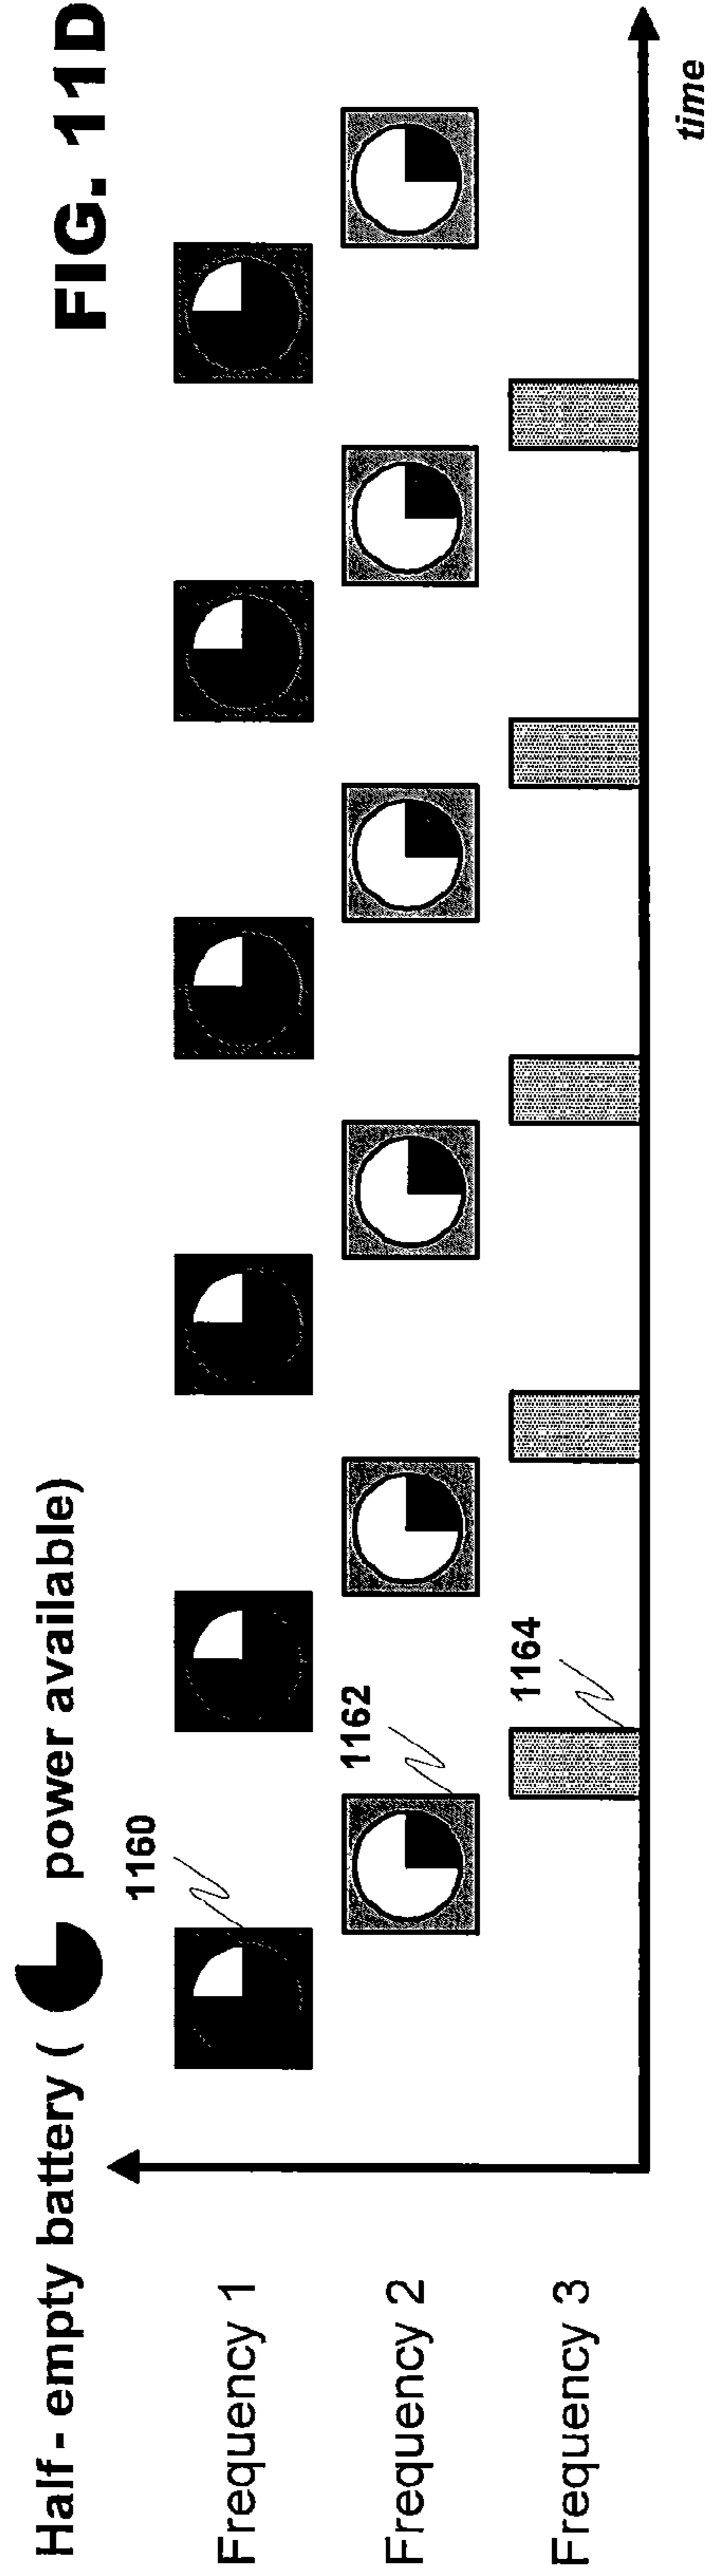 FIG. 11D
Half - empty battery ( power available)
1160
1162
1164
Frequency 1
Frequency 2
Frequency 3
time